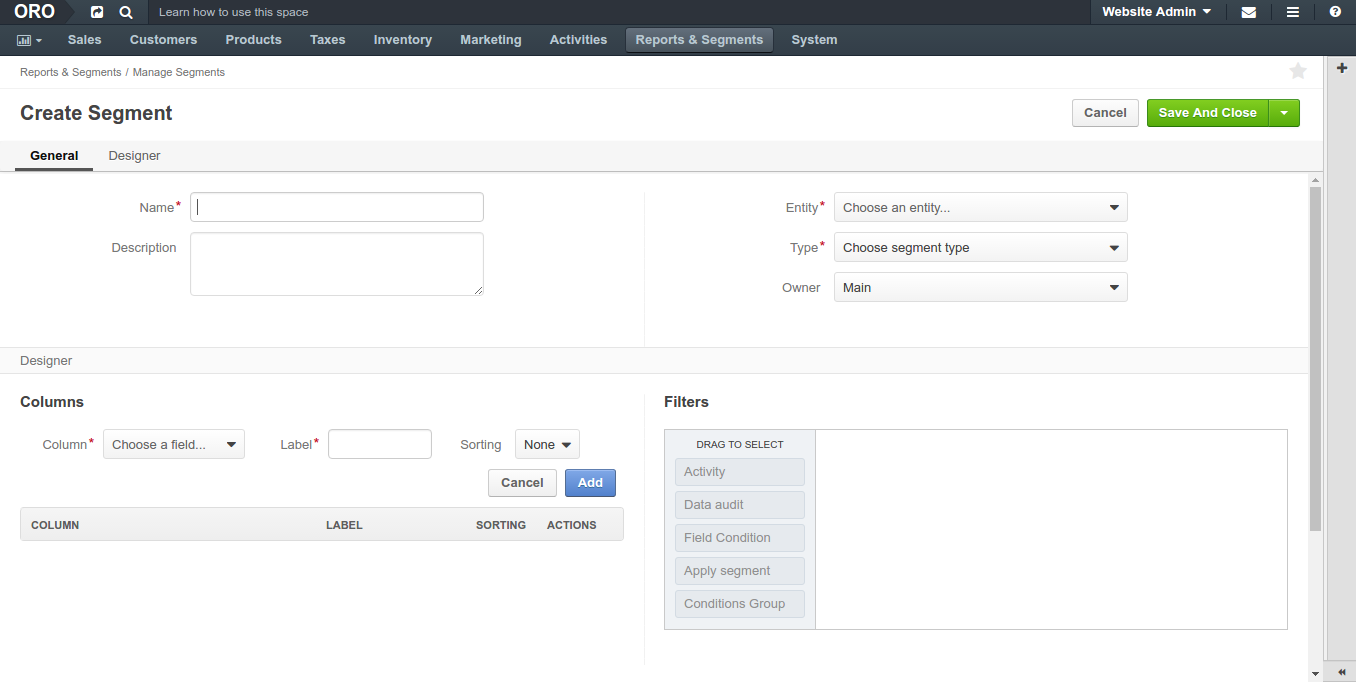 ORO Learn how to use this space Website Admin
Sales Customers Products Taxes Inventory Marketing Activities Reports & Segments System
Reports & Segments / Manage Segments
Create Segment Cancel Save And Close
General Designer
Name* Entity* Choose an entity...
Description Type* Choose segment type
Owner Main
Designer
Columns Filters
Column* Choose a field... Label* Sorting None
DRAG TO SELECT
Activity
Cancel Add
Data audit
COLUMN LABEL SORTING ACTIONS
Field Condition
Apply segment
Conditions Group